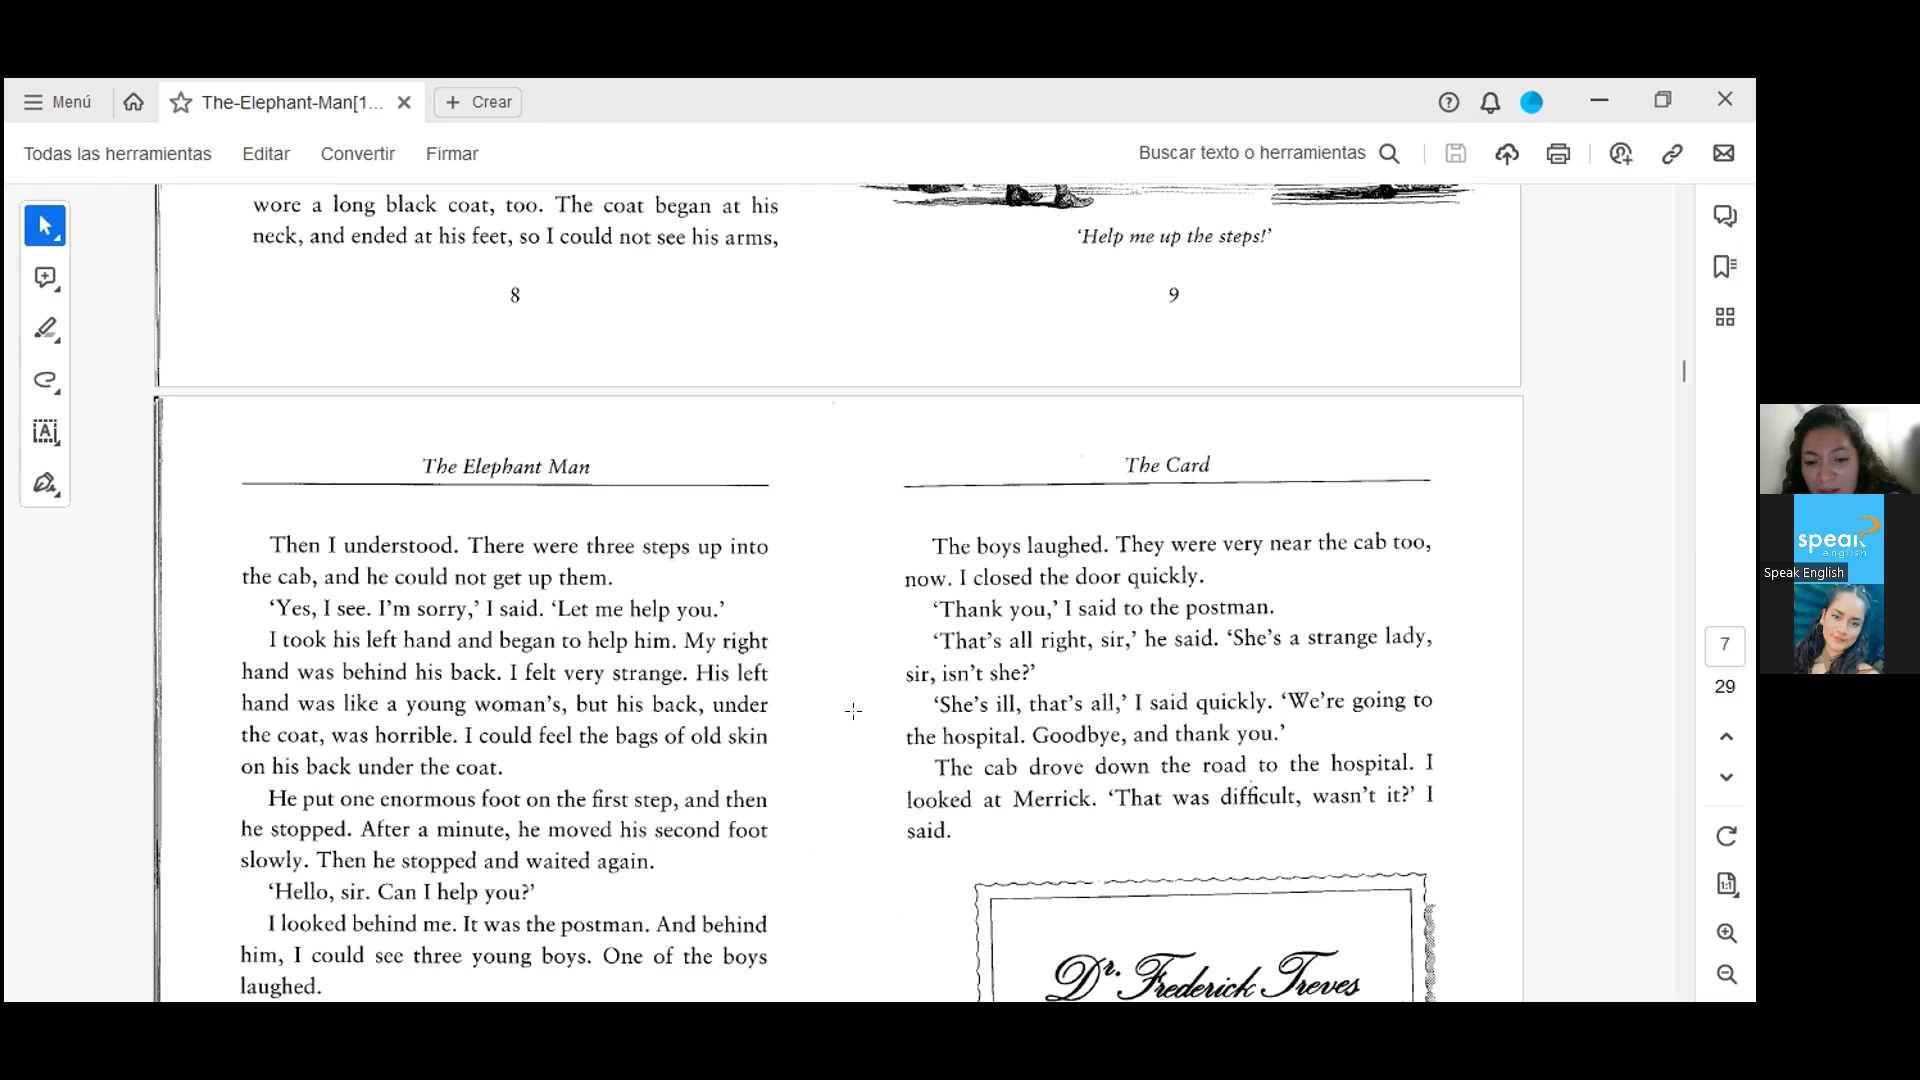 Menú
The-Elephant-Man[1...
Crear
Todas las herramientas
Editar
Convertir
Firmar
Buscar texto o herramientas
wore a long black coat, too. The coat began at his
neck, and ended at his feet, so I could not see his arms,
8
'Help me up the steps!'
9
The Elephant Man
Then I understood. There were three steps up into
the cab, and he could not get up them.
'Yes, I see. I'm sorry,' I said. 'Let me help you.'
I took his left hand and began to help him. My right
hand was behind his back. I felt very strange. His left
hand was like a young woman's, but his back, under
the coat, was horrible. I could feel the bags of old skin
on his back under the coat.
He put one enormous foot on the first step, and then
he stopped. After a minute, he moved his second foot
slowly. Then he stopped and waited again.
'Hello, sir. Can I help you?'
I looked behind me. It was the postman. And behind
him, I could see three young boys. One of the boys
laughed.
The Card
The boys laughed. They were very near the cab too,
now. I closed the door quickly.
'Thank you,' I said to the postman.
'That's all right, sir,' he said. 'She's a strange lady,
sir, isn't she?'
'She's ill, that's all,' I said quickly. 'We're going to
the hospital. Goodbye, and thank you.'
The cab drove down the road to the hospital. I
looked at Merrick. 'That was difficult, wasn't it?' I
said.
Dr. Frederick Treves
7
29
1:1
speak
english
Speak English